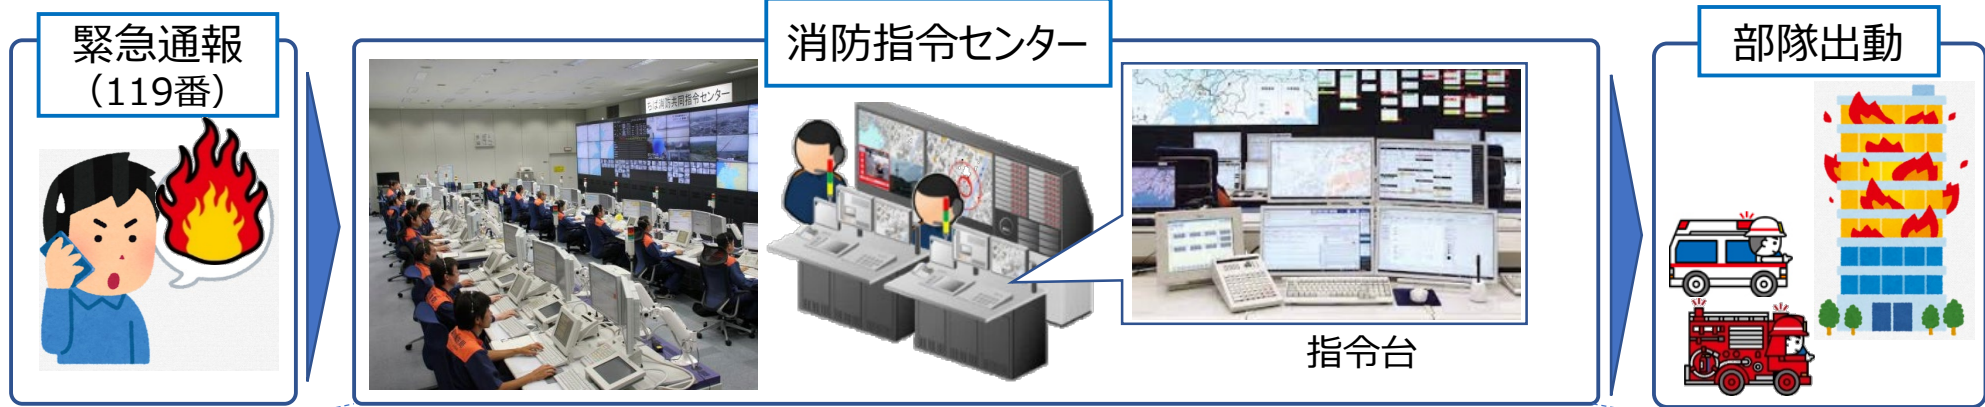 緊急通報
（119番）
消防指令センター
ちば消防共同指令センター
指令台
部隊出動